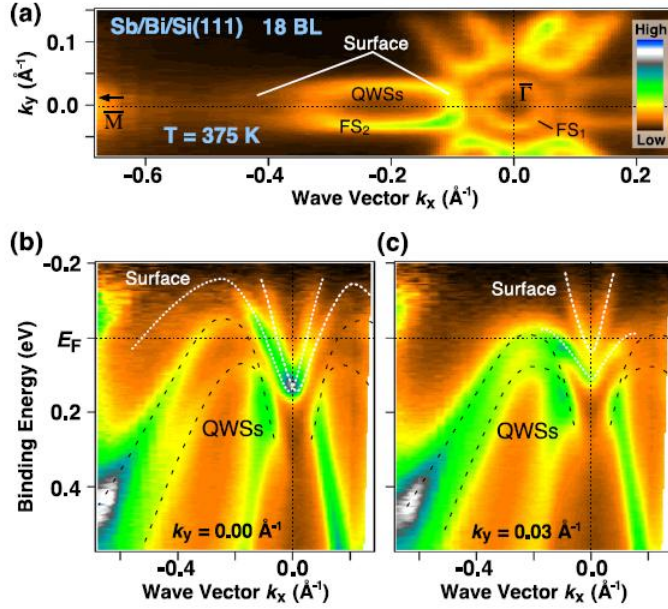 (a)
Sb/Bi/Si(111) 18 BL
High
Low
Surface
QWSs
Γ̅
M̅
FS₂
FS₁
T = 375 K
k_y (Å⁻¹)
0.1
0.0
-0.6 -0.4 -0.2 0.0 0.2
Wave Vector k_x (Å⁻¹)
(b)
Surface
QWSs
k_y = 0.00 Å⁻¹
Binding Energy (eV)
-0.2
E_F
0.2
0.4
-0.4 0.0
Wave Vector k_x (Å⁻¹)
(c)
Surface
QWSs
k_y = 0.03 Å⁻¹
-0.4 0.0
Wave Vector k_x (Å⁻¹)